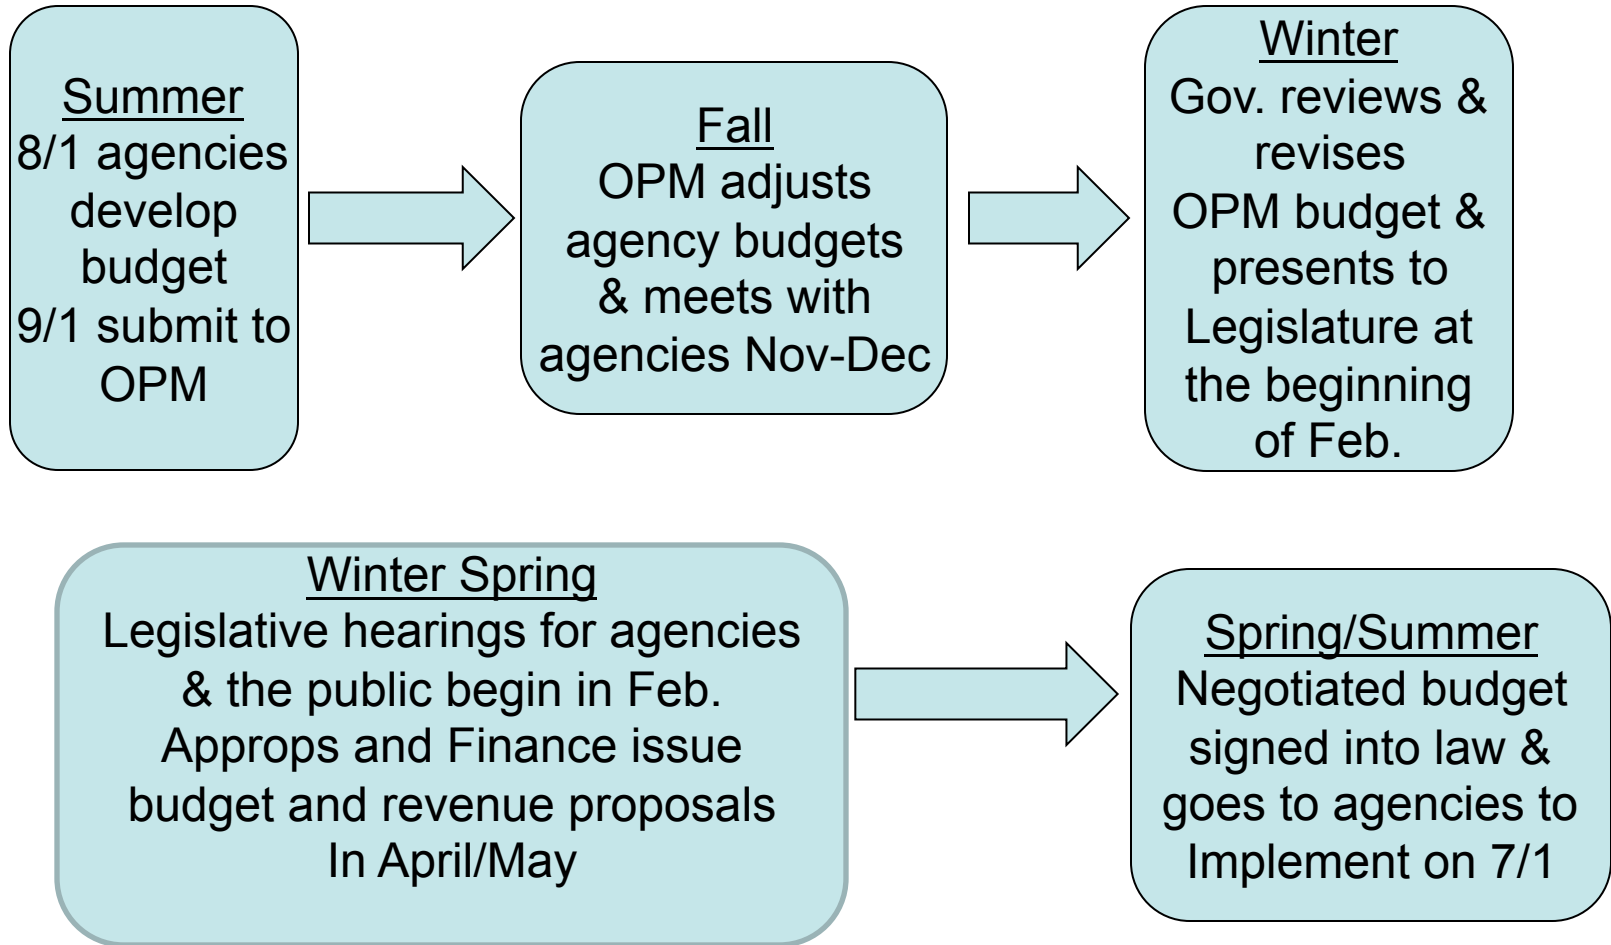 Summer
8/1 agencies
develop
budget
9/1 submit to
OPM
Fall
OPM adjusts
agency budgets
& meets with
agencies Nov-Dec
Winter
Gov. reviews &
revises
OPM budget &
presents to
Legislature at
the beginning
of Feb.
Winter Spring
Legislative hearings for agencies
& the public begin in Feb.
Approps and Finance issue
budget and revenue proposals
In April/May
Spring/Summer
Negotiated budget
signed into law &
goes to agencies to
Implement on 7/1